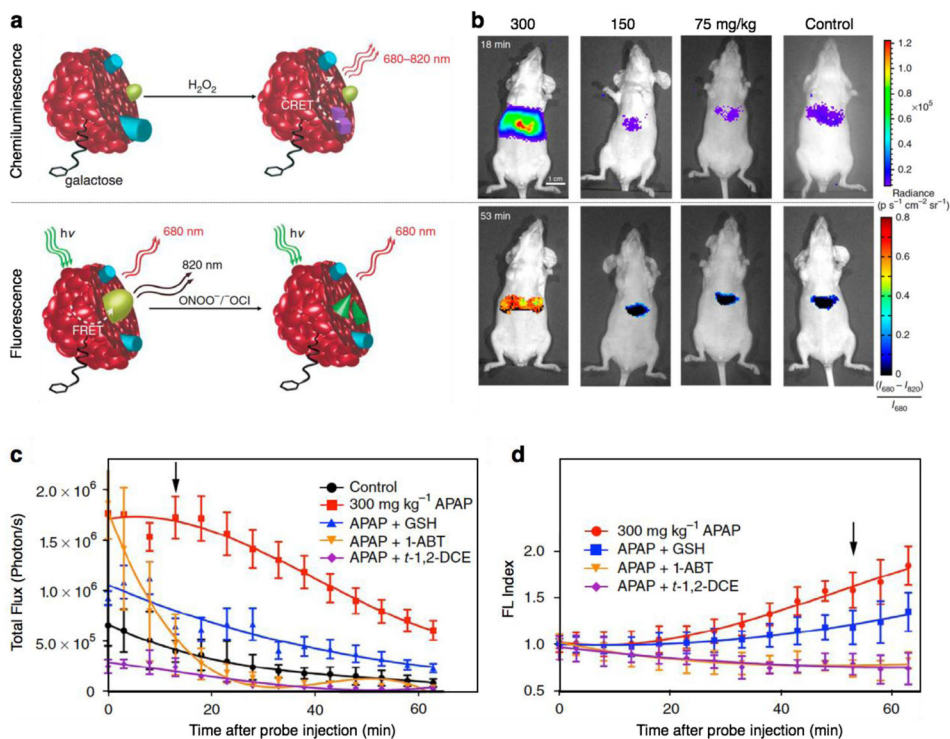 a
Chemiluminescence
H₂O₂
680–820 nm
CRET
galactose
Fluorescence
hν
680 nm
820 nm
ONOO⁻/⁻OCl
FRET
hν
680 nm
b
300
150
75 mg/kg
Control
18 min
1 cm
1.2
1.0
0.8
0.6
0.4
0.2
×10⁵
Radiance
(p s⁻¹ cm⁻² sr⁻¹)
53 min
0.8
0.6
0.4
0.2
0
(I₆₈₀ – I₈₂₀)
I₆₈₀
c
Total Flux (Photon/s)
2.0 × 10⁶
1.5 × 10⁶
1.0 × 10⁶
5.0 × 10⁵
0
0
20
40
60
Time after probe injection (min)
Control
300 mg kg⁻¹ APAP
APAP + GSH
APAP + 1-ABT
APAP + t-1,2-DCE
d
FL Index
2.0
1.5
1.0
0.5
0
20
40
60
Time after probe injection (min)
300 mg kg⁻¹ APAP
APAP + GSH
APAP + 1-ABT
APAP + t-1,2-DCE